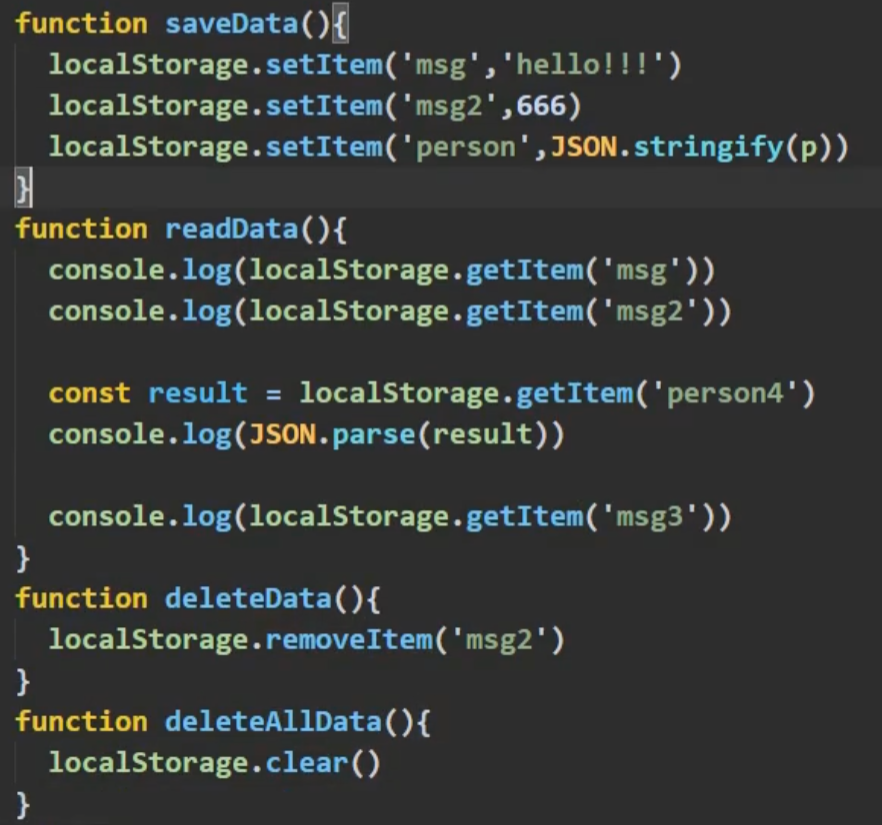 function saveData(){
localStorage.setItem('msg','hello!!!')
localStorage.setItem('msg2',666)
localStorage.setItem('person',JSON.stringify(p))
}
function readData(){
console.log(localStorage.getItem('msg'))
console.log(localStorage.getItem('msg2'))
const result = localStorage.getItem('person4')
console.log(JSON.parse(result))
console.log(localStorage.getItem('msg3'))
}
function deleteData(){
localStorage.removeItem('msg2')
}
function deleteAllData(){
localStorage.clear()
}